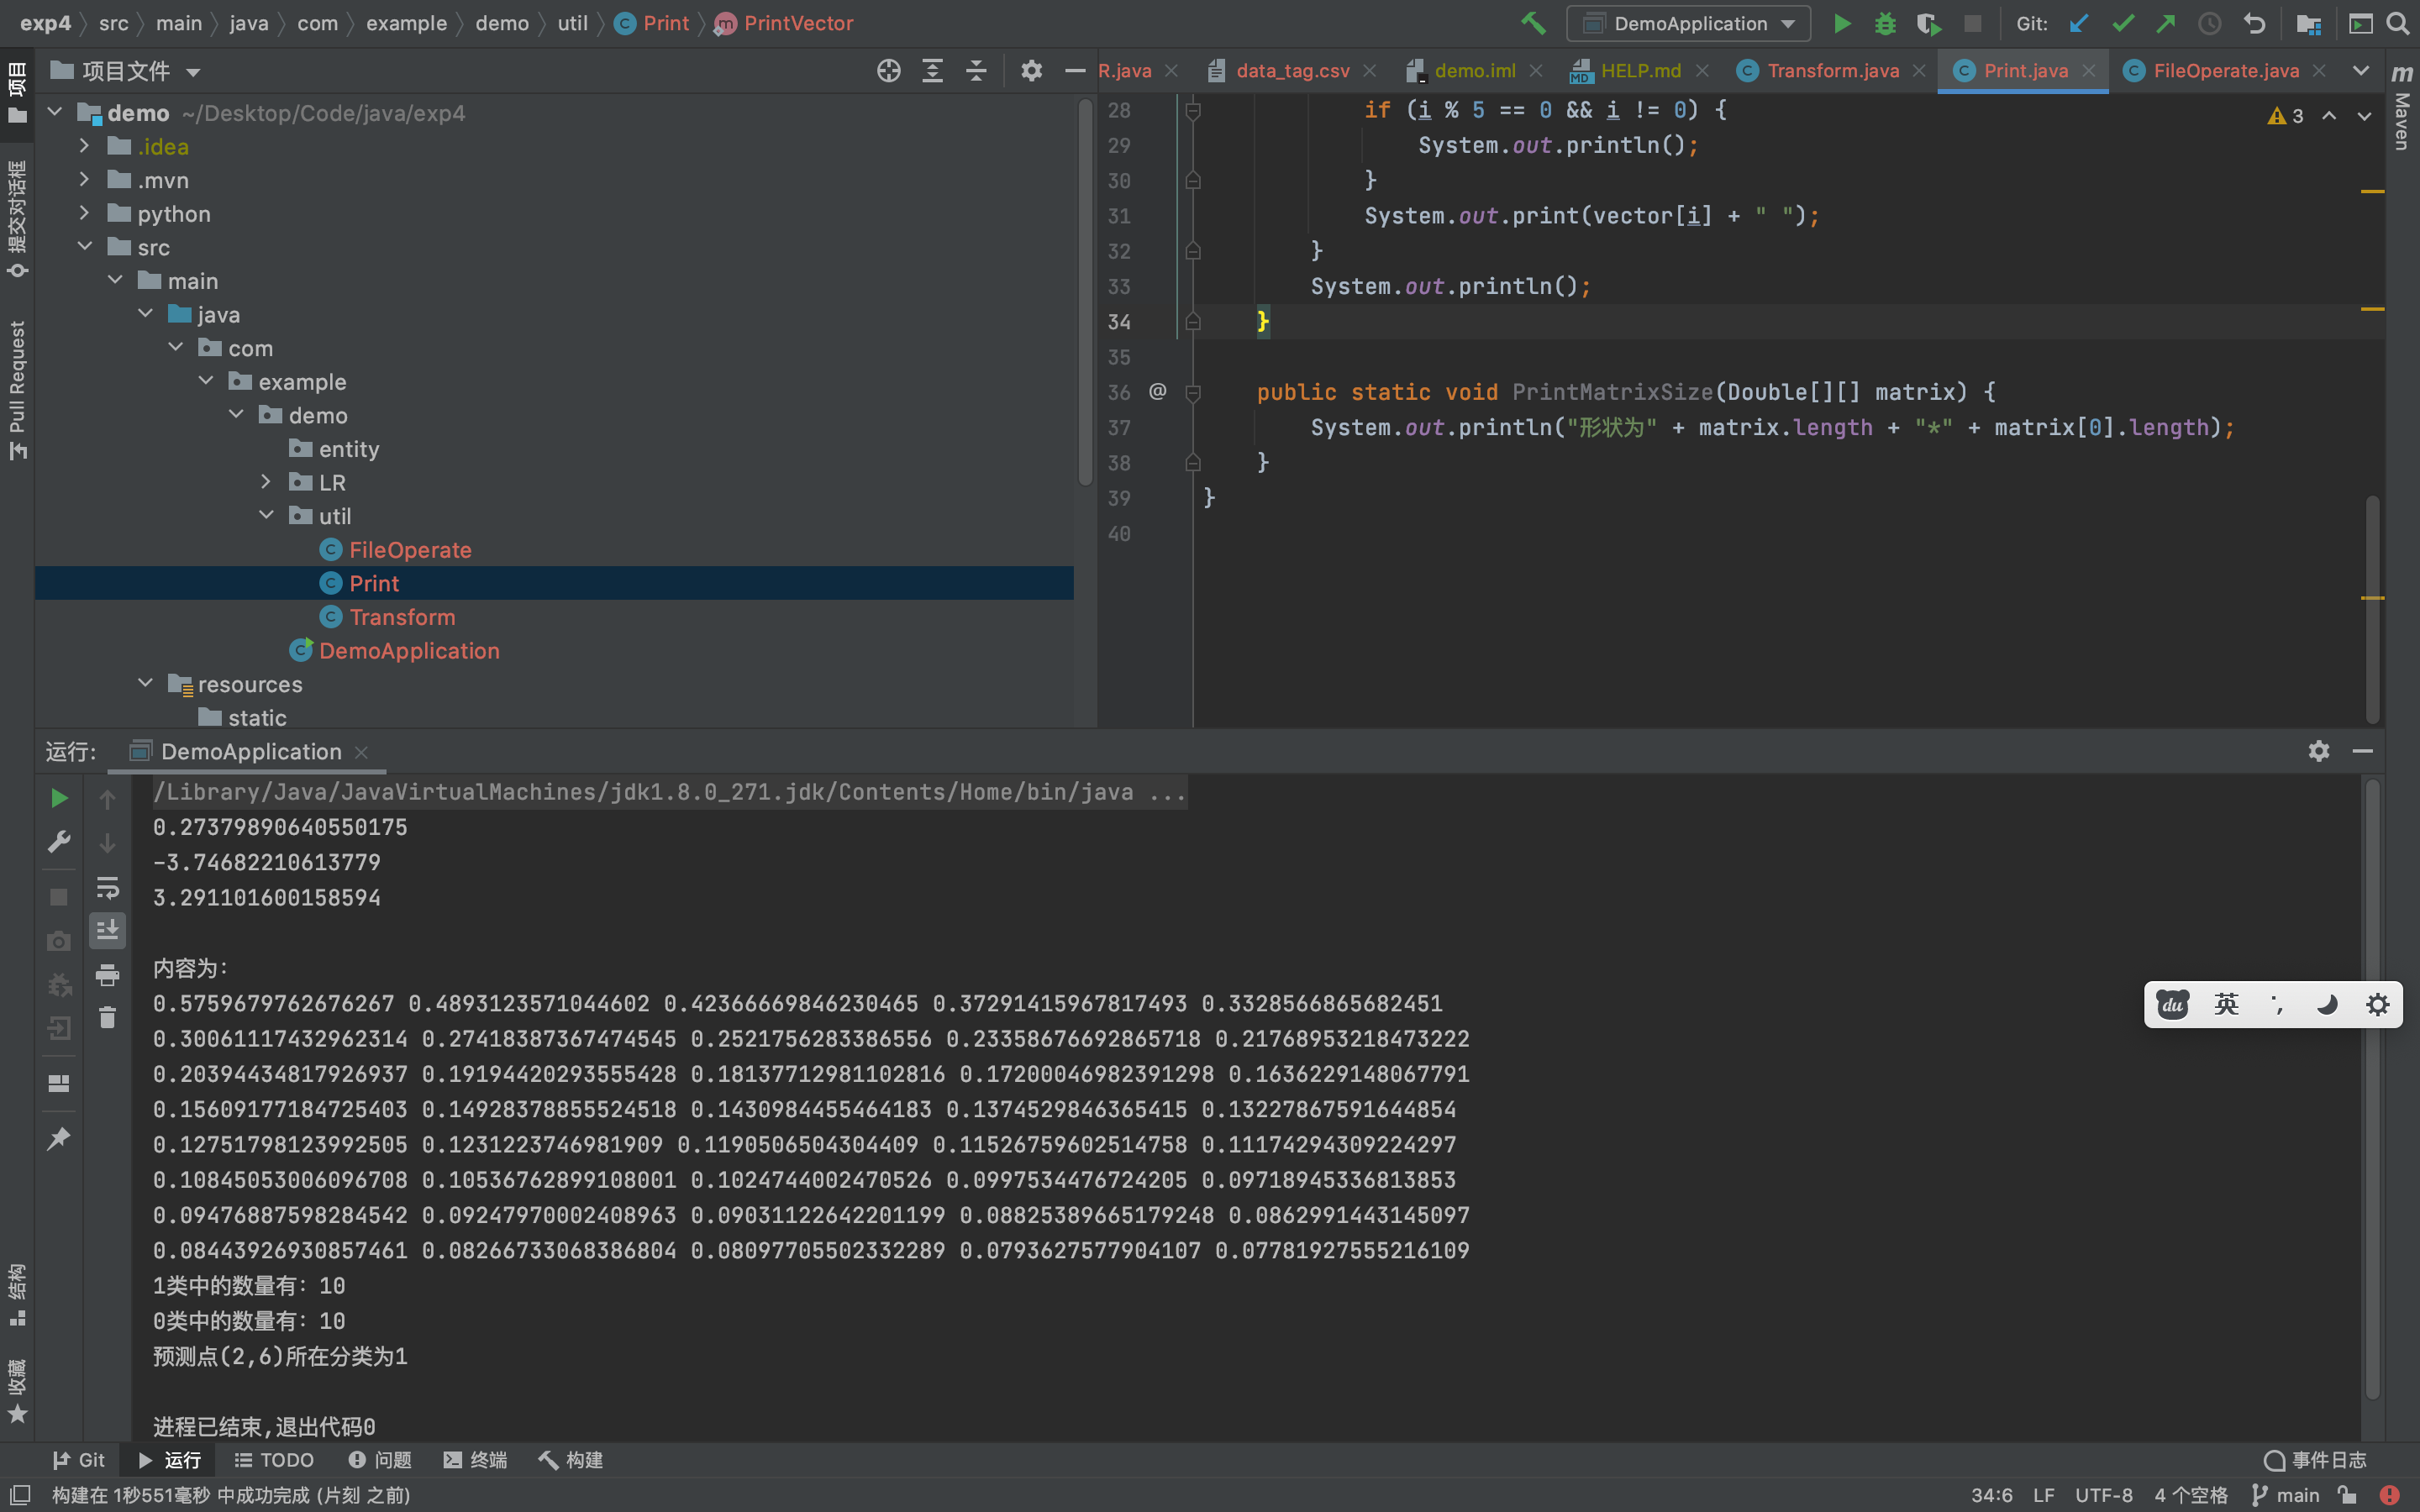 exp4 src main java com example demo util Print PrintVector
DemoApplication
Git:
项目
提交对话框
Pull Request
项目文件
R.java data_tag.csv demo.iml HELP.md Transform.java Print.java FileOperate.java
Maven
demo ~/Desktop/Code/java/exp4
.idea
.mvn
python
src
main
java
com
example
demo
entity
LR
util
FileOperate
Print
Transform
DemoApplication
resources
static
3
28 if (i % 5 == 0 && i != 0) {
29 System.out.println();
30 }
31 System.out.print(vector[i] + " ");
32 }
33 System.out.println();
34 }
35
36 @ public static void PrintMatrixSize(Double[][] matrix) {
37 System.out.println("形状为" + matrix.length + "*" + matrix[0].length);
38 }
39 }
40
运行: DemoApplication
/Library/Java/JavaVirtualMachines/jdk1.8.0_271.jdk/Contents/Home/bin/java ...
0.27379890640550175
-3.74682210613779
3.291101600158594
内容为:
0.5759679762676267 0.4893123571044602 0.42366669846230465 0.37291415967817493 0.3328566865682451
0.30061117432962314 0.27418387367474545 0.2521756283386556 0.23358676692865718 0.21768953218473222
0.20394434817926937 0.19194420293555428 0.18137712981102816 0.17200046982391298 0.1636229148067791
0.15609177184725403 0.14928378855524518 0.1430984455464183 0.1374529846365415 0.13227867591644854
0.12751798123992505 0.1231223746981909 0.1190506504304409 0.11526759602514758 0.11174294309224297
0.10845053006096708 0.10536762899108001 0.1024744002470526 0.0997534476724205 0.09718945336813853
0.09476887598284542 0.09247970002408963 0.09031122642201199 0.08825389665179248 0.0862991443145097
0.08443926930857461 0.08266733068386804 0.08097705502332289 0.0793627577904107 0.07781927555216109
1类中的数量有: 10
0类中的数量有: 10
预测点(2,6)所在分类为1
进程已结束,退出代码0
du 英
结构
收藏
Git 运行 TODO 问题 终端 构建
事件日志
构建在 1秒551毫秒 中成功完成 (片刻 之前)
34:6 LF UTF-8 4 个空格 main